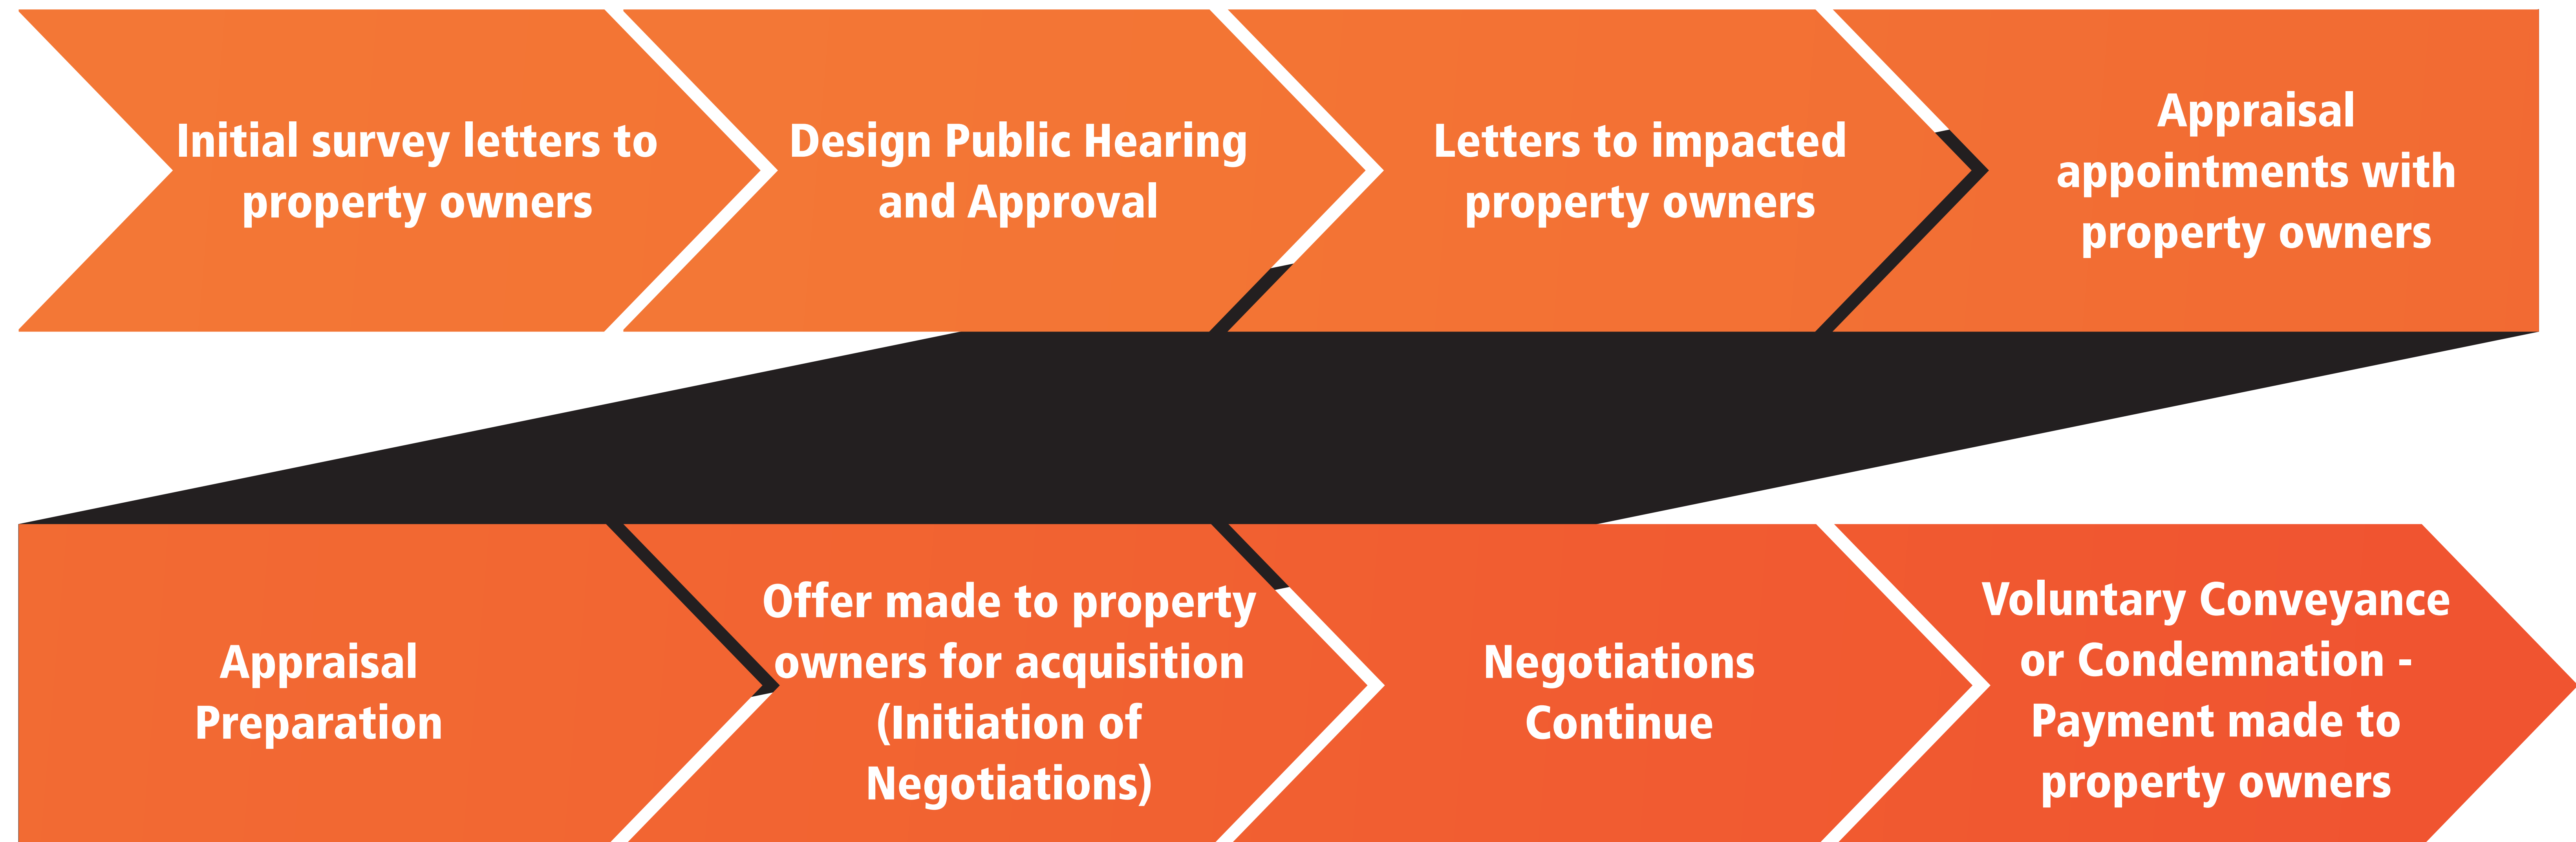 Initial survey letters to
property owners
Design Public Hearing
and Approval
Letters to impacted
property owners
Appraisal
appointments with
property owners
Appraisal
Preparation
Offer made to property
owners for acquisition
(Initiation of
Negotiations)
Negotiations
Continue
Voluntary Conveyance
or Condemnation -
Payment made to
property owners